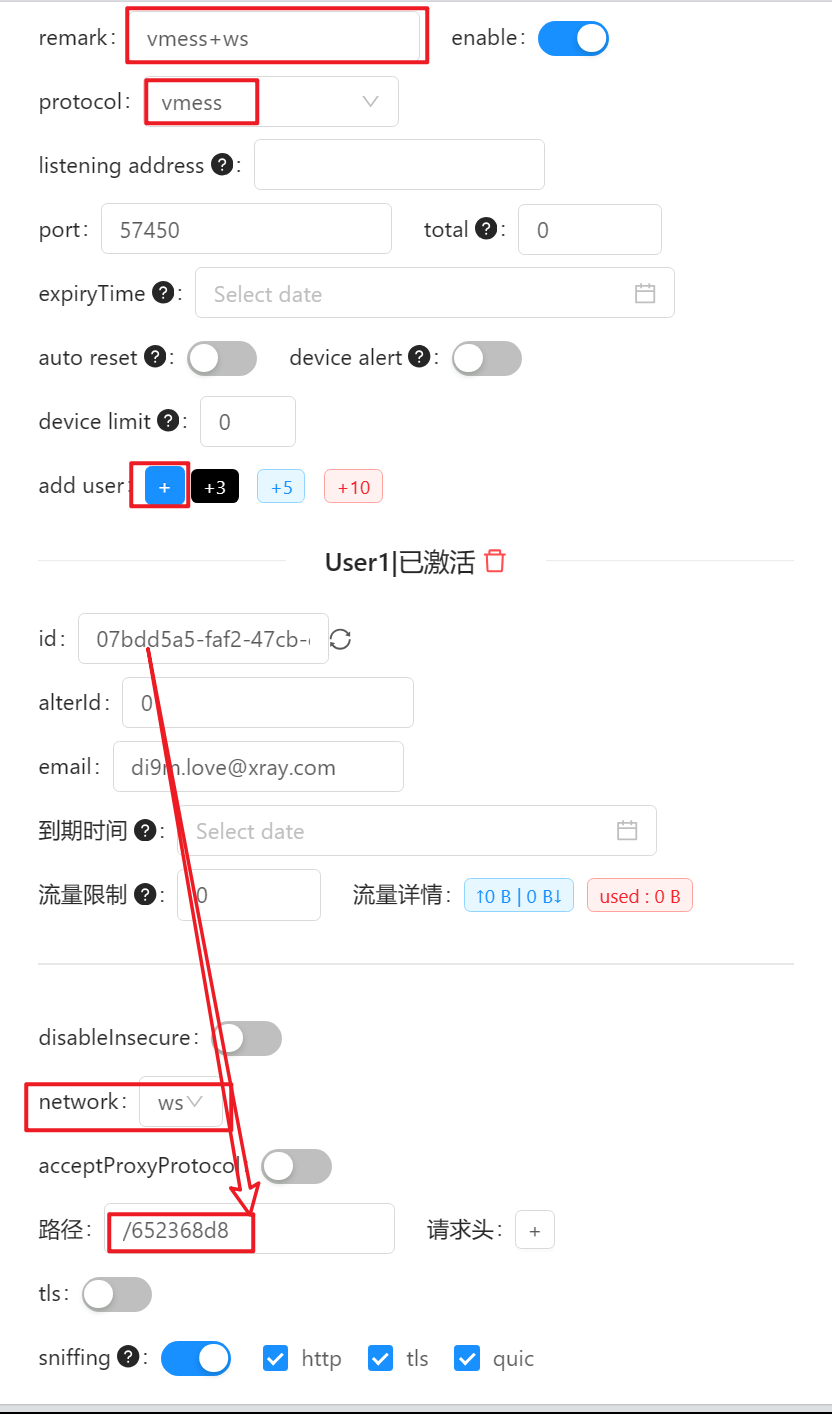 remark: vmess+ws enable:
protocol: vmess
listening address ?:
port: 57450 total ?: 0
expiryTime ?: Select date
auto reset ?: device alert ?:
device limit ?: 0
add user: + +3 +5 +10
User1|已激活
id: 07bdd5a5-faf2-47cb-
alterId: 0
email: di9m.love@xray.com
到期时间 ?: Select date
流量限制 ?: 0 流量详情: ↑0 B | 0 B↓ used : 0 B
disableInsecure:
network: ws
acceptProxyProtocol:
路径: /652368d8 请求头: +
tls:
sniffing ?: http tls quic